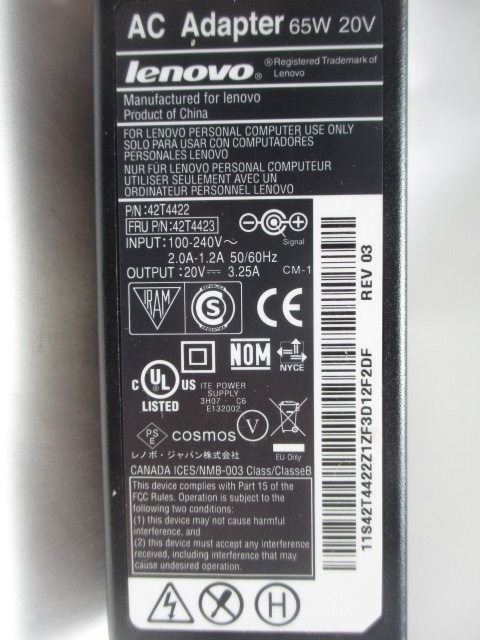 AC Adapter 65W 20V
lenovo® ®Registered Trademark of
Lenovo
Manufactured for lenovo
Product of China
FOR LENOVO PERSONAL COMPUTER USE ONLY
SOLO PARA USAR CON COMPUTADORES
PERSONALES LENOVO
NUR FÜR LENOVO PERSONAL COMPUTER
UTILISER SEULEMENT AVEC UN
ORDINATEUR PERSONNEL LENOVO
P/N:42T4422
FRU P/N:42T4423
INPUT:100-240V～
2.0A-1.2A 50/60Hz
Signal
OUTPUT:20V⎓ 3.25A CM-1
IRAM S CE
NOM NYCE
C UL US
LISTED
ITE POWER
SUPPLY
3H07 C6
E132002
PS
E
cosmos V
レノボ・ジャパン株式会社
EU Only
CANADA ICES/NMB-003 Class/ClasseB
This device complies with Part 15 of the
FCC Rules. Operation is subject to the
following two conditions:
(1) this device may not cause harmful
interference, and
(2) this device must accept any interference
received, including interference that may
cause undesired operation.
H
11S42T4422Z1ZF3D12F2DF REV 03